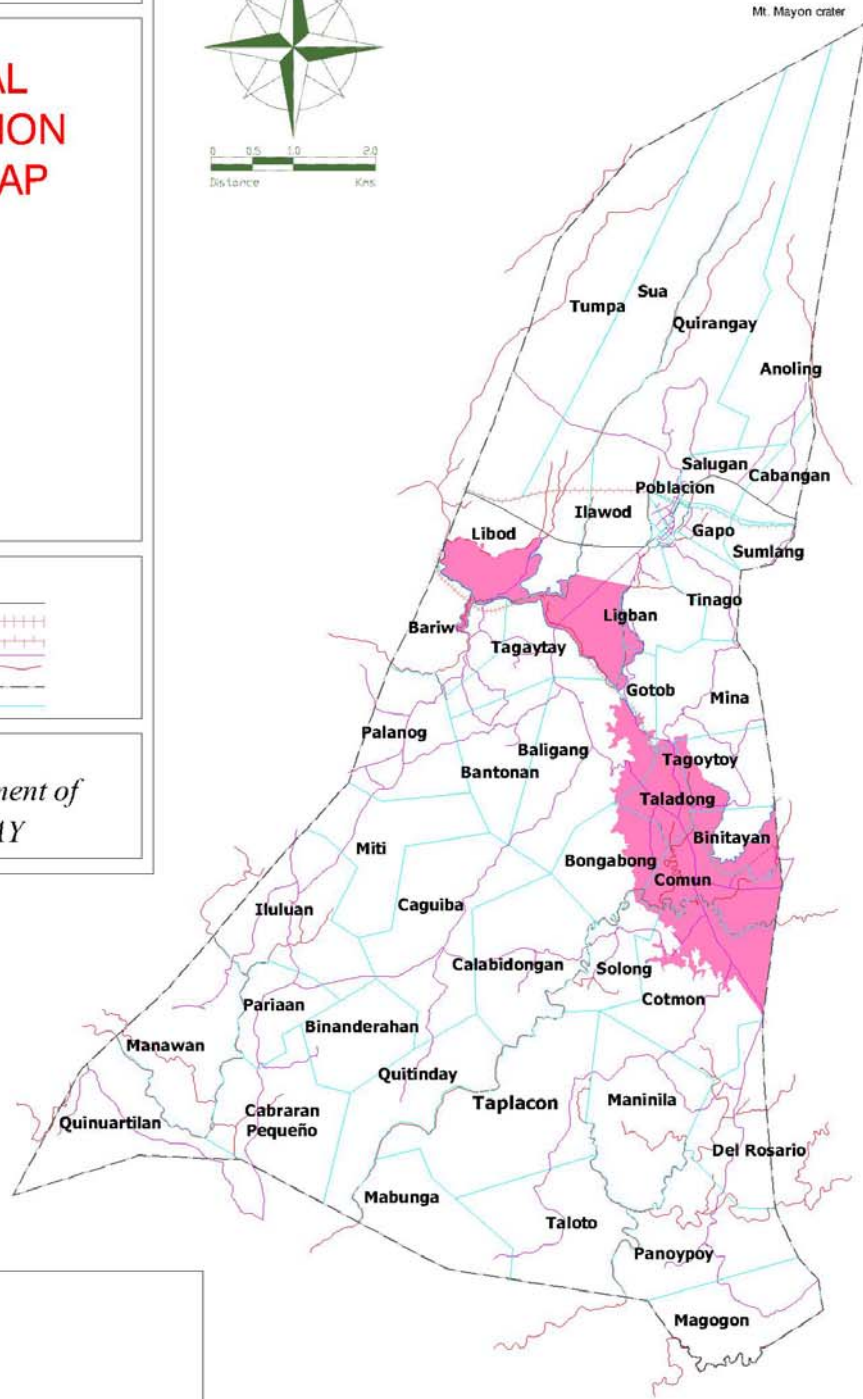 Mt. Mayon crater
AL
ION
AP
0 0.5 1.0 2.0
Distance Kms.
Sua
Tumpa
Quirangay
Anoling
Salugan
Cabangan
Poblacion
Ilawod
Gapo
Libod
Sumlang
Tinago
Ligban
Bariw
Tagaytay
Gotob
Mina
Palanog
Baligang
Tagoytoy
Bantonan
Taladong
Binitayan
Miti
Bongabong
Comun
Iluluan
Caguiba
Calabidongan
Solong
Cotmon
Pariaan
Binanderahan
Manawan
Quitinday
Taplacon
Maninila
Quinuartilan
Cabraran
Pequeño
Del Rosario
Mabunga
Taloto
Panoypoy
Magogon
ment of
AY